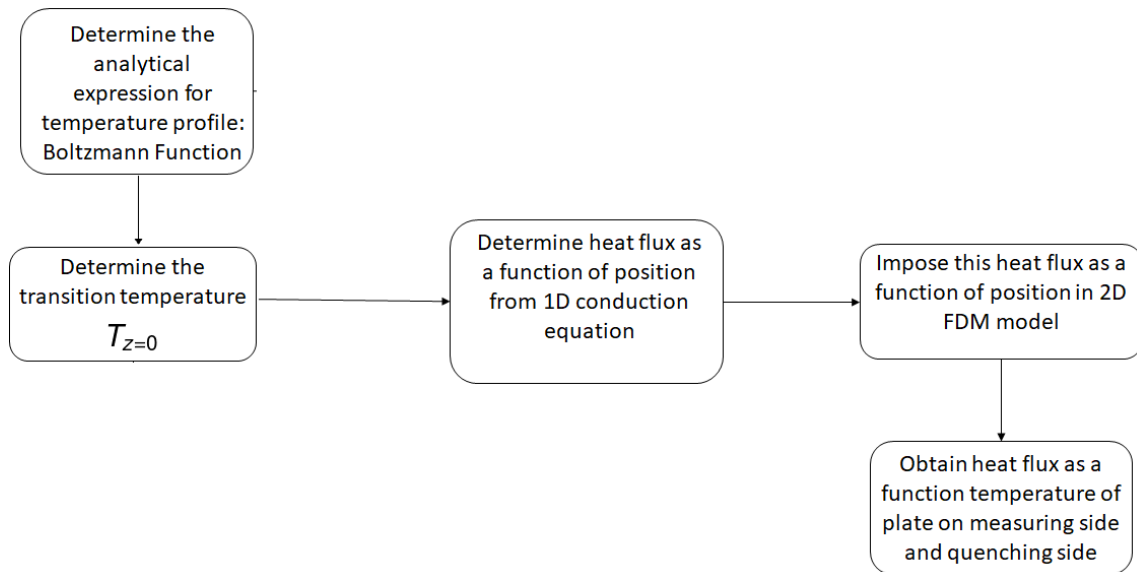 Determine the
analytical
expression for
temperature profile:
Boltzmann Function
Determine the
transition temperature
T z=0
Determine heat flux as
a function of position
from 1D conduction
equation
Impose this heat flux as a
function of position in 2D
FDM model
Obtain heat flux as a
function temperature of
plate on measuring side
and quenching side